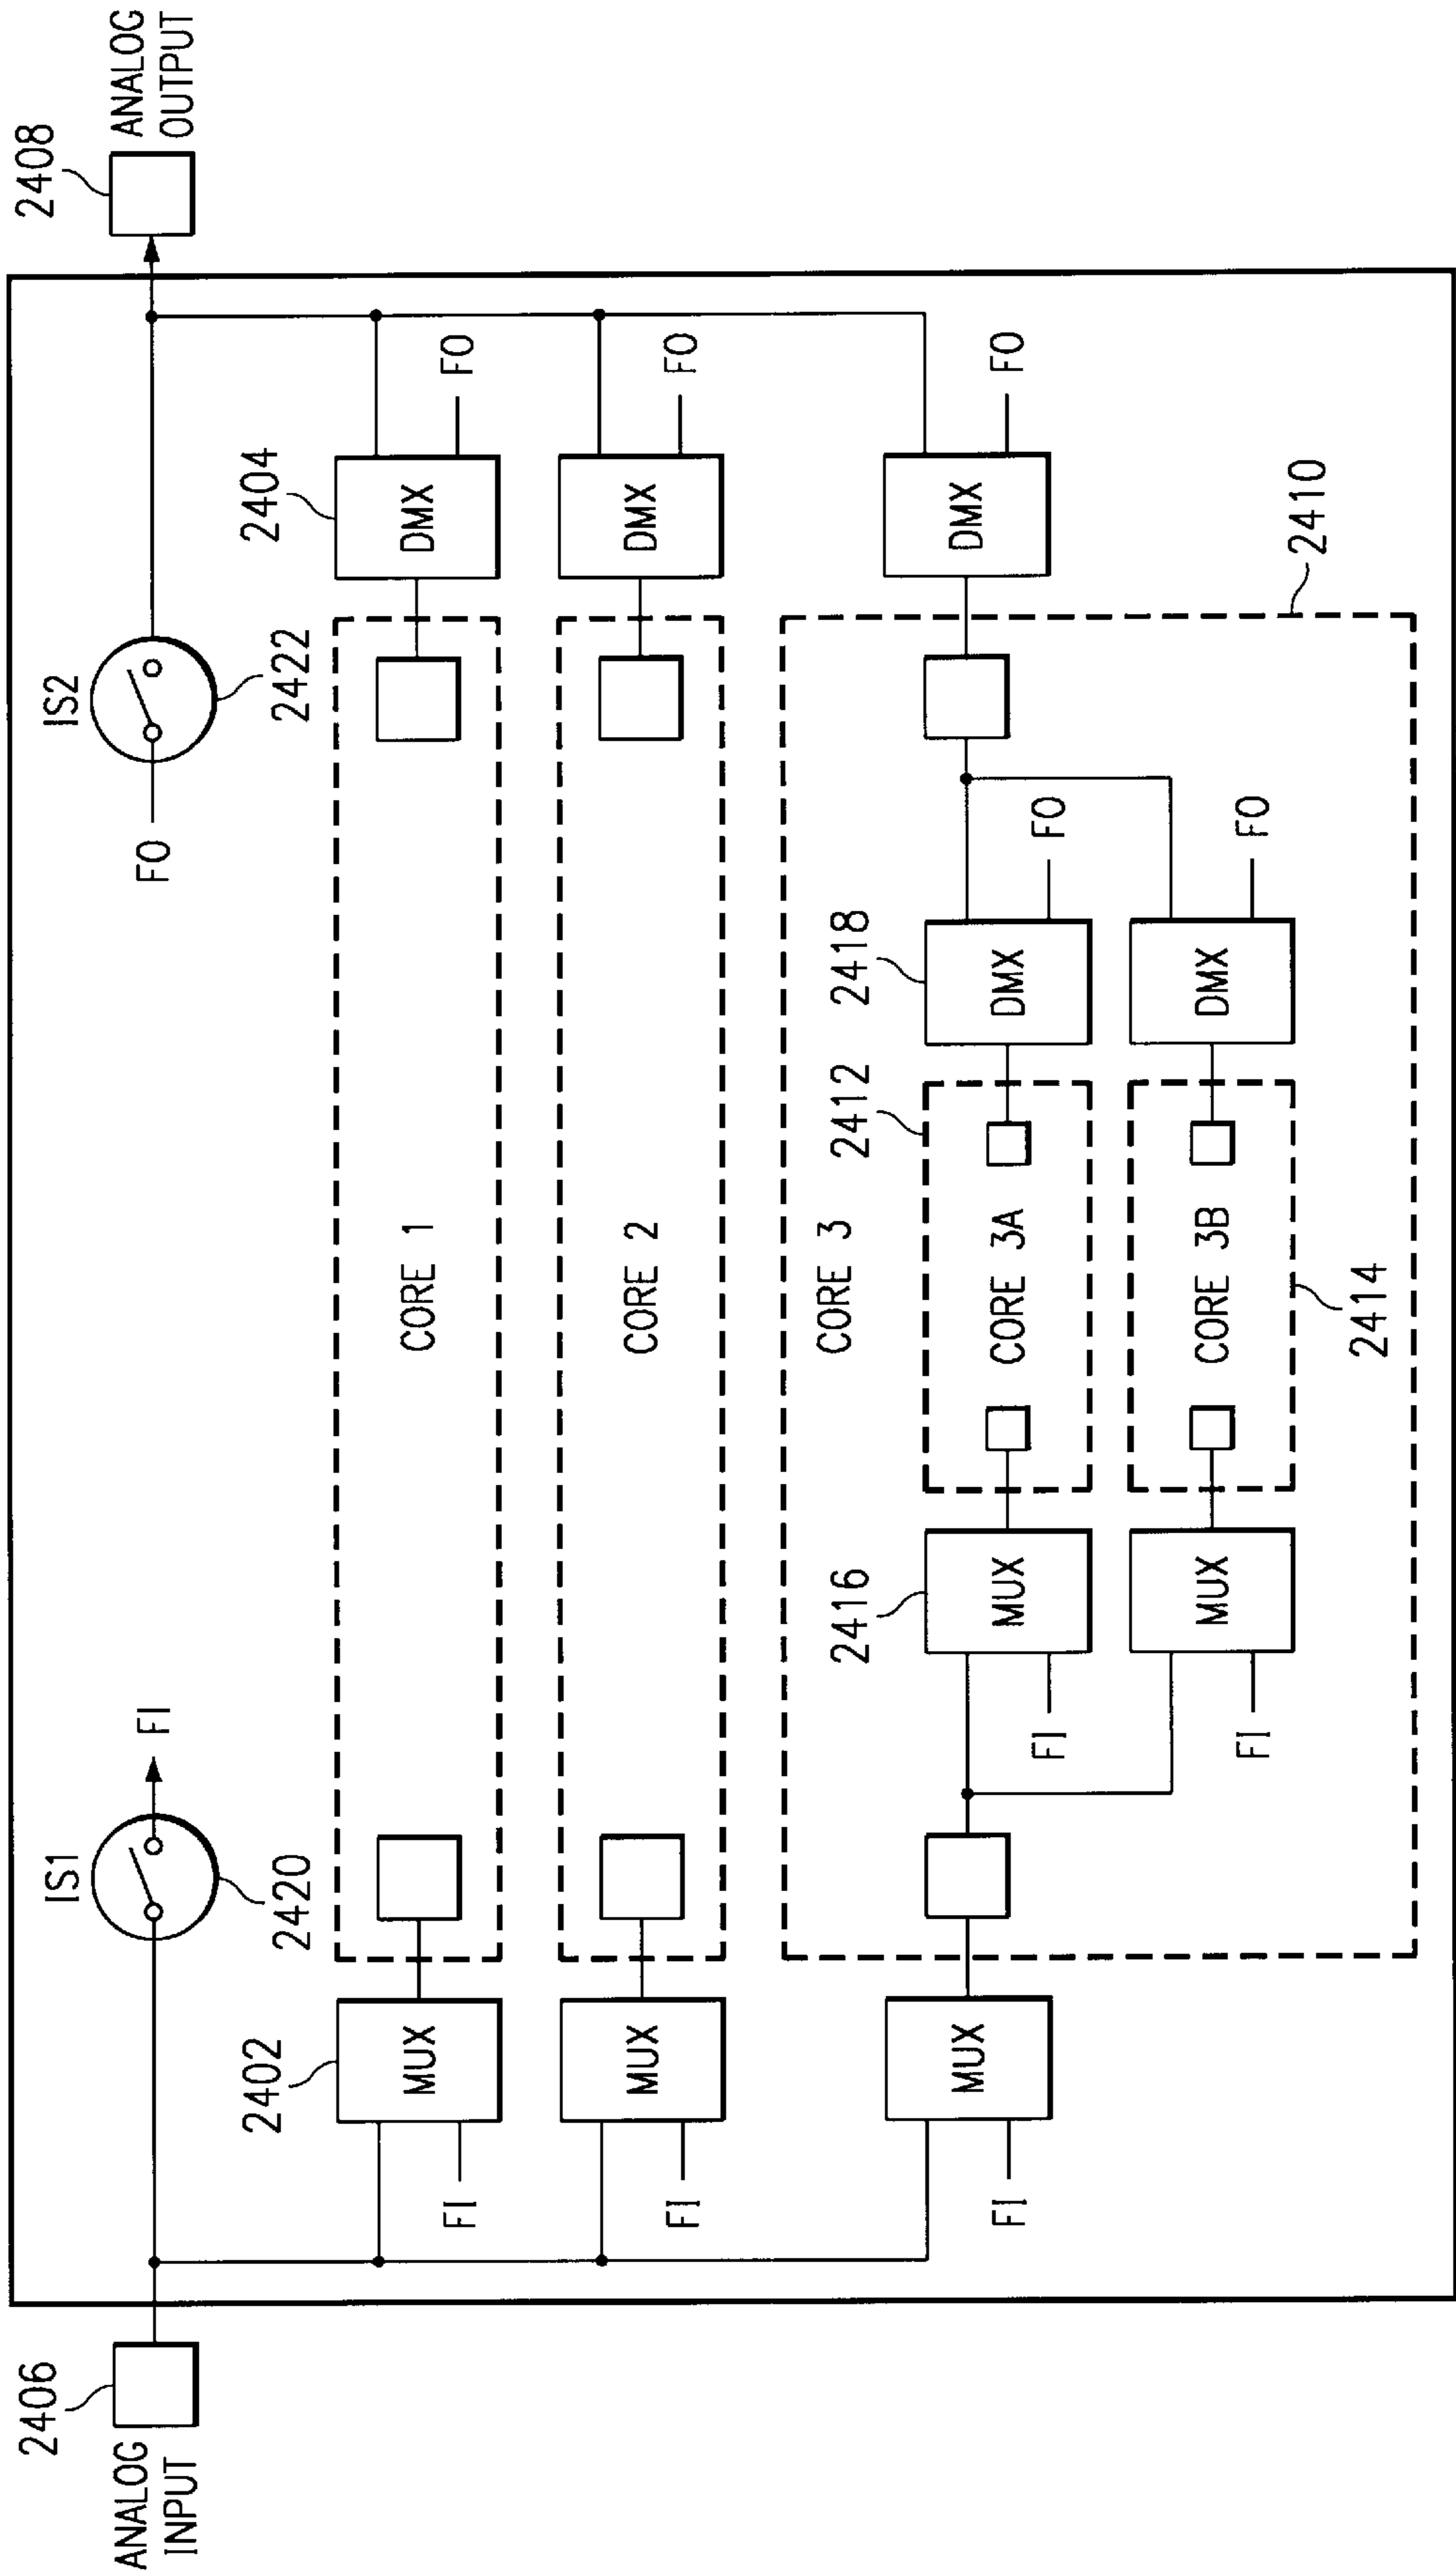 2406
ANALOG
INPUT
IS1
2420
FI
IS2
2422
FO
2408
ANALOG
OUTPUT
2402
MUX
FI
CORE 1
2404
DMX
FO
MUX
FI
CORE 2
DMX
FO
MUX
FI
CORE 3
2410
DMX
FO
2416
MUX
FI
2412
CORE 3A
2418
DMX
FO
MUX
FI
CORE 3B
2414
DMX
FO